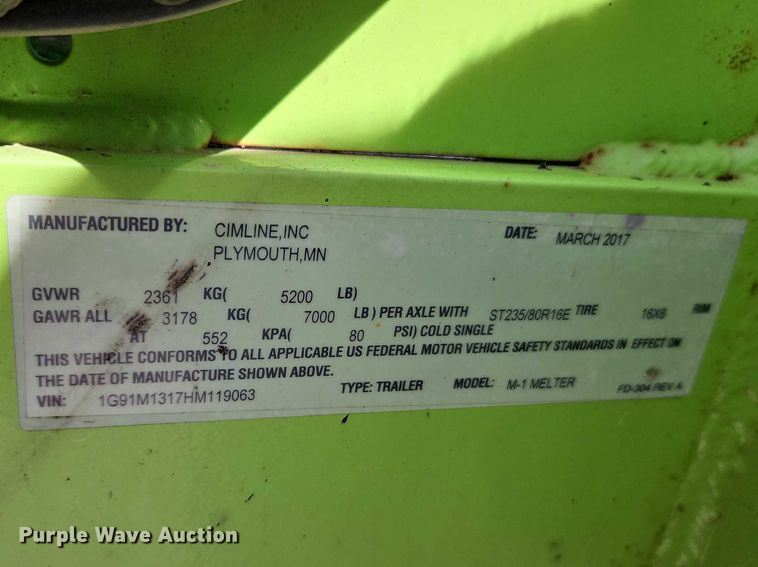 MANUFACTURED BY: CIMLINE,INC DATE: MARCH 2017
PLYMOUTH,MN
GVWR 2361 KG( 5200 LB)
GAWR ALL 3178 KG( 7000 LB) PER AXLE WITH ST235/80R16E TIRE 16X6 RIM
AT 552 KPA( 80 PSI) COLD SINGLE
THIS VEHICLE CONFORMS TO ALL APPLICABLE US FEDERAL MOTOR VEHICLE SAFETY STANDARDS IN EFFECT ON
THE DATE OF MANUFACTURE SHOWN ABOVE.
VIN: 1G91M1317HM119063 TYPE: TRAILER MODEL: M-1 MELTER FD-304 REV A
Purple Wave Auction